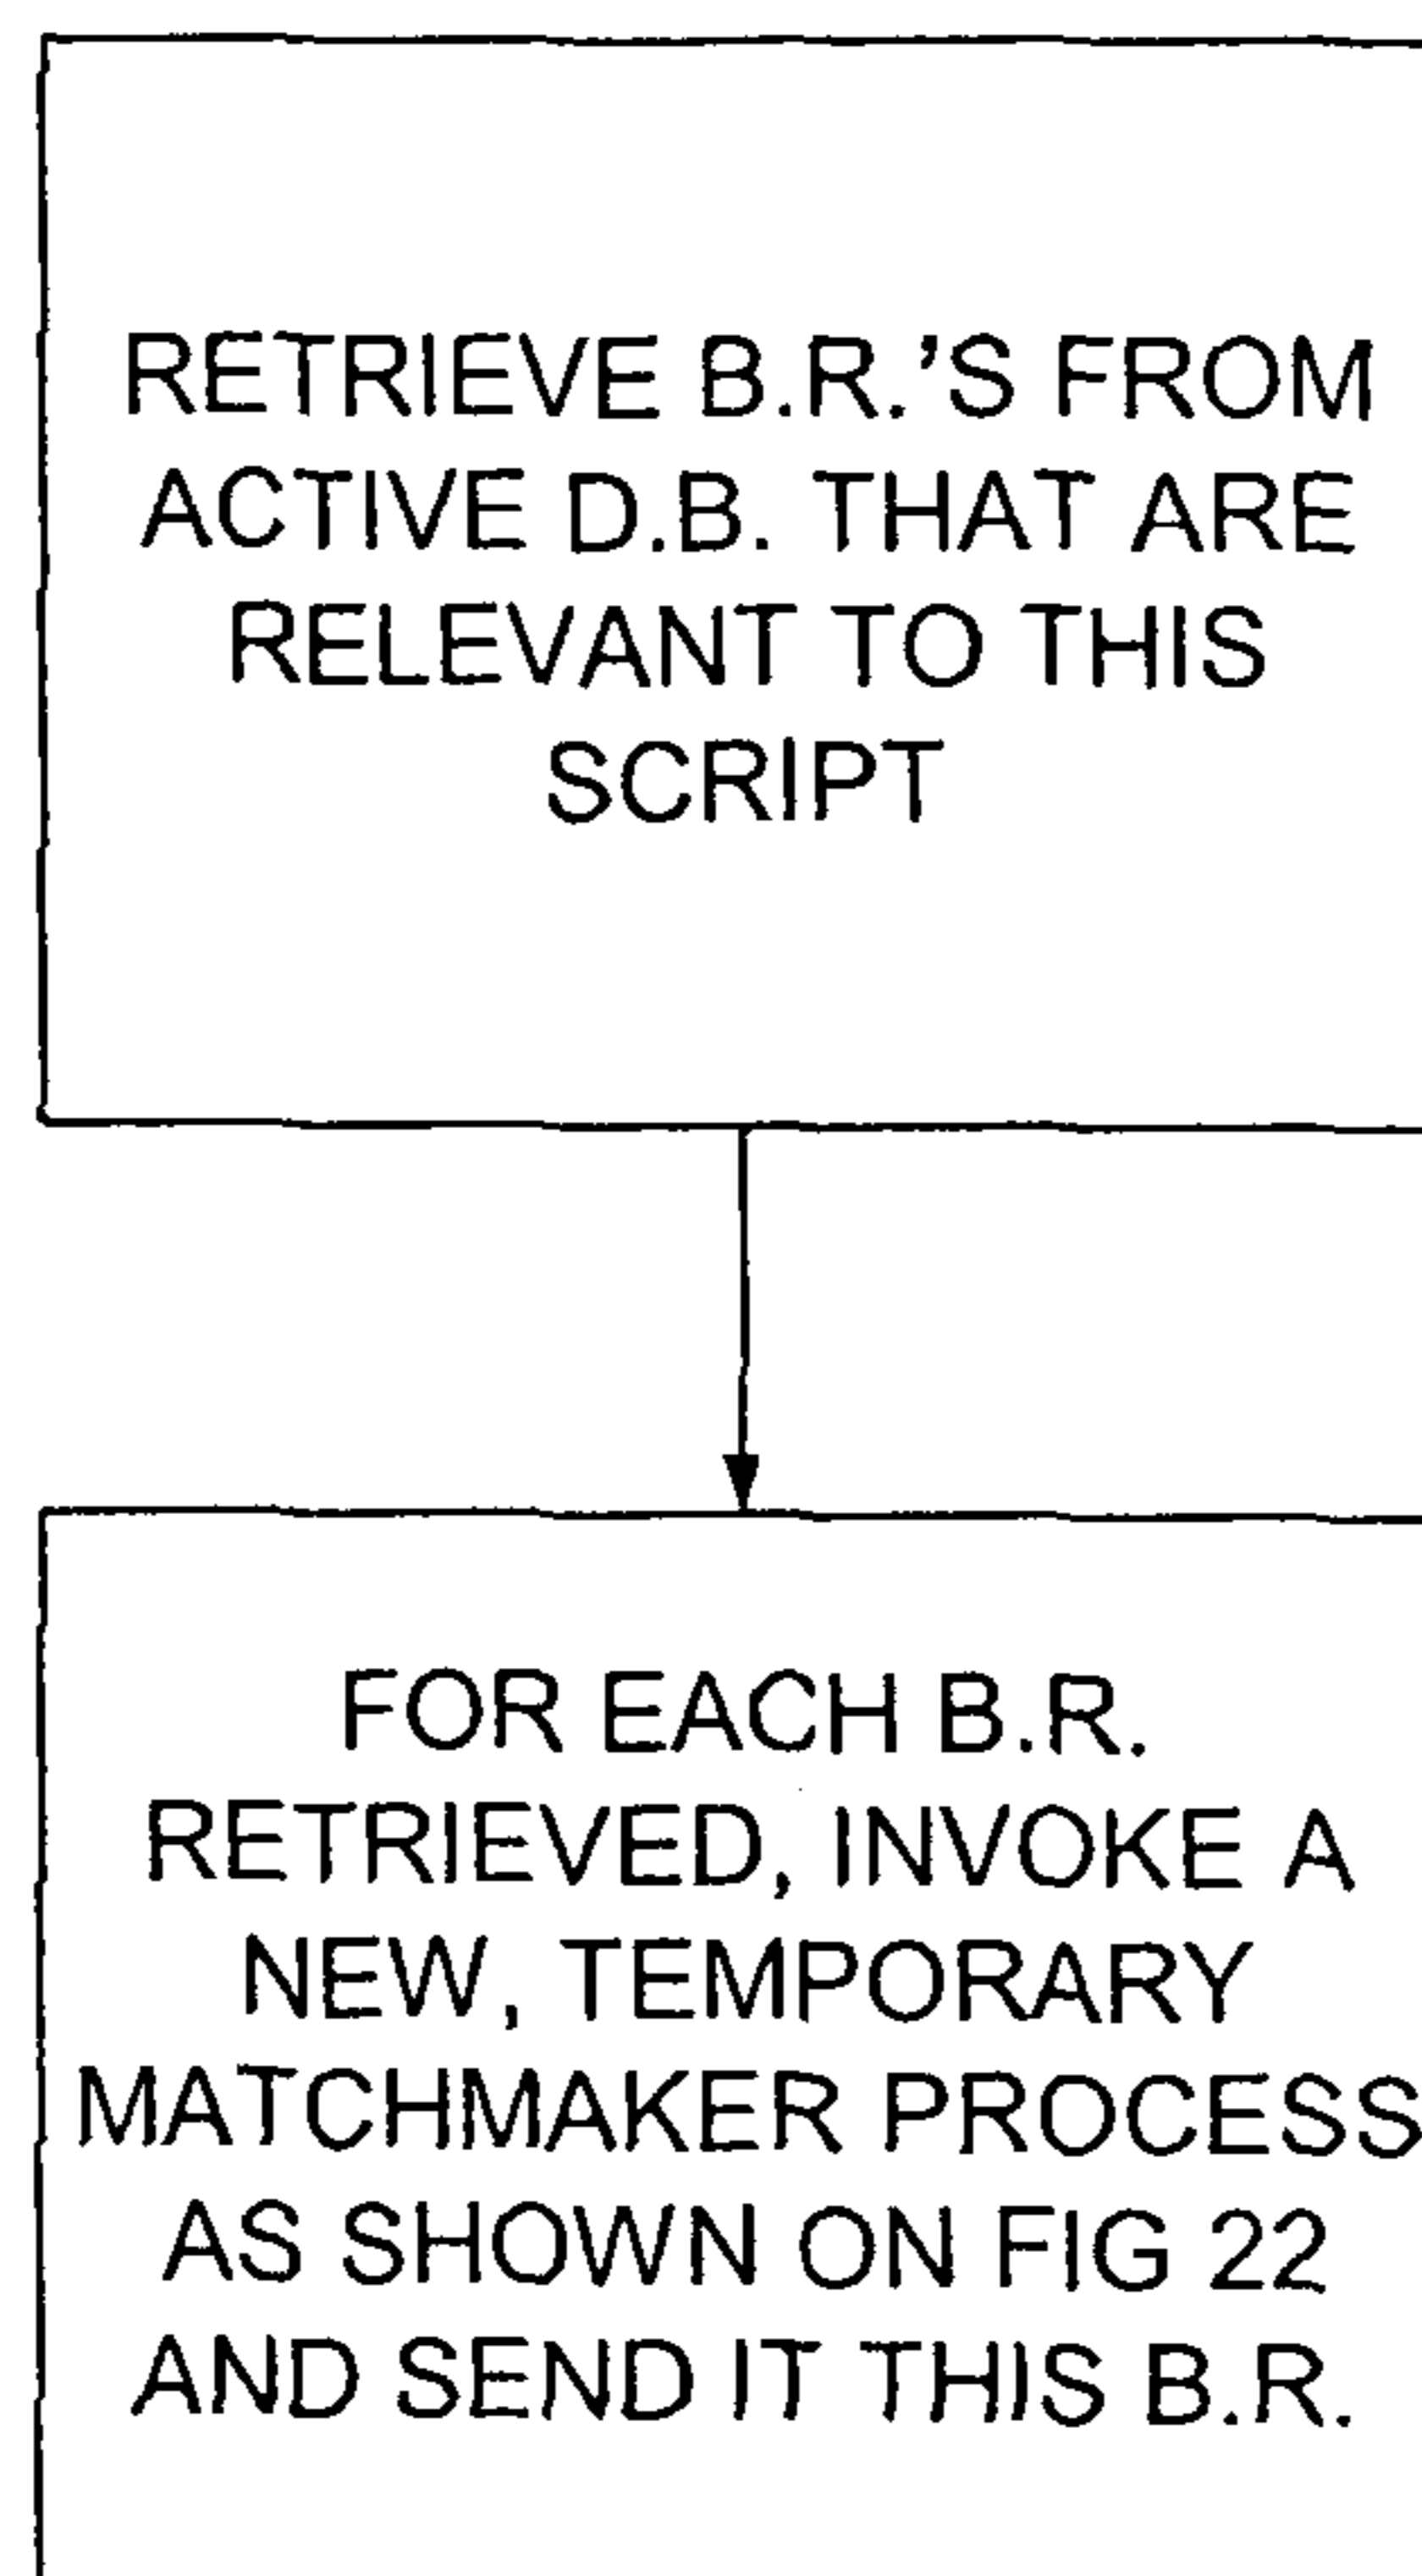 RETRIEVE B.R.'S FROM
ACTIVE D.B. THAT ARE
RELEVANT TO THIS
SCRIPT
FOR EACH B.R.
RETRIEVED, INVOKE A
NEW, TEMPORARY
MATCHMAKER PROCESS
AS SHOWN ON FIG 22
AND SEND IT THIS B.R.